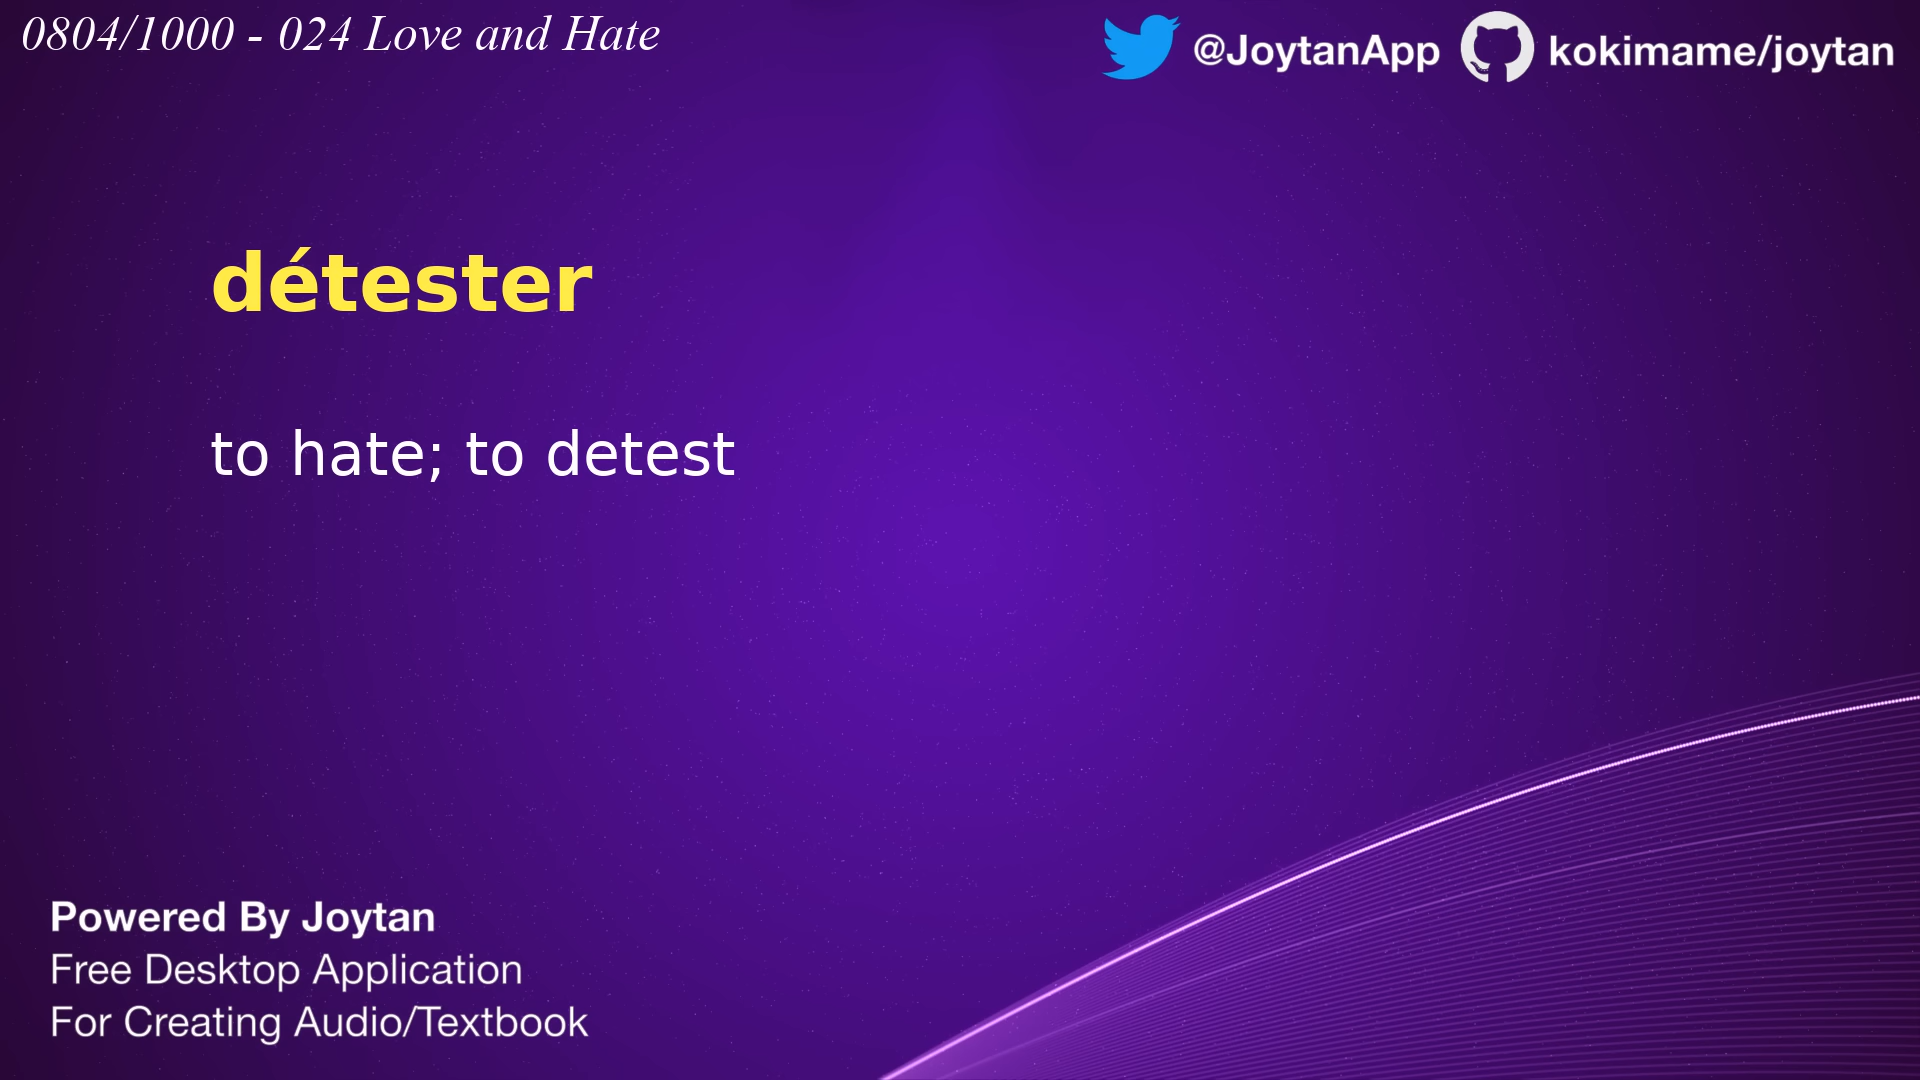 0804/1000 - 024 Love and Hate
@JoytanApp
kokimame/joytan
détester
to hate; to detest
Powered By Joytan
Free Desktop Application
For Creating Audio/Textbook